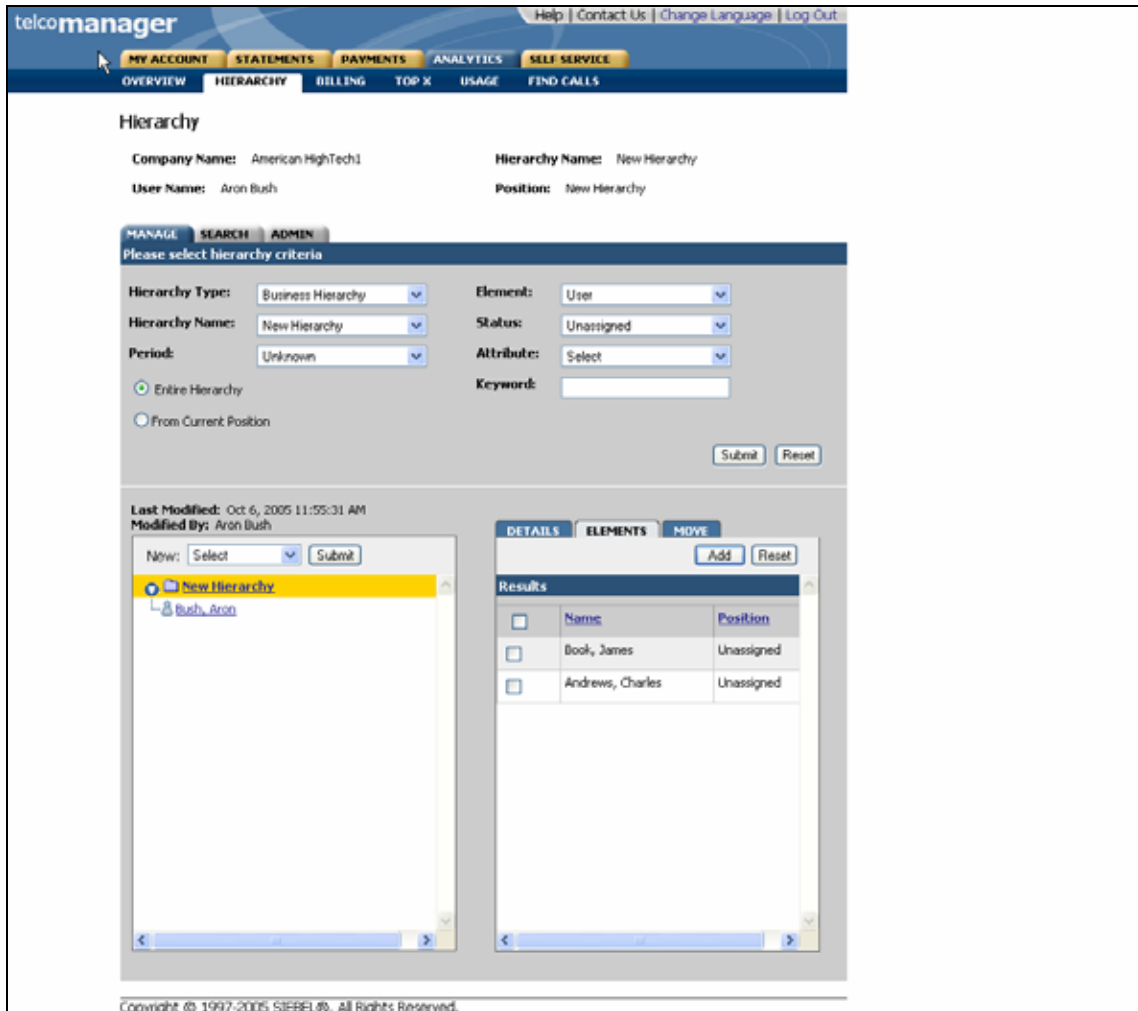 telcomanager
Help | Contact Us | Change Language | Log Out
MY ACCOUNT STATEMENTS PAYMENTS ANALYTICS SELF SERVICE
OVERVIEW HIERARCHY BILLING TOP X USAGE FIND CALLS
Hierarchy
Company Name: American HighTech1 Hierarchy Name: New Hierarchy
User Name: Aron Bush Position: New Hierarchy
MANAGE SEARCH ADMIN
Please select hierarchy criteria
Hierarchy Type: Business Hierarchy Element: User
Hierarchy Name: New Hierarchy Status: Unassigned
Period: Unknown Attribute: Select
Entire Hierarchy Keyword:
From Current Position
Submit Reset
Last Modified: Oct 6, 2005 11:55:31 AM
Modified By: Aron Bush
DETAILS ELEMENTS MOVE
New: Select Submit Add Reset
New Hierarchy Results
Bush, Aron Name Position
Book, James Unassigned
Andrews, Charles Unassigned
Copyright © 1997-2005 SIEBEL®. All Rights Reserved.